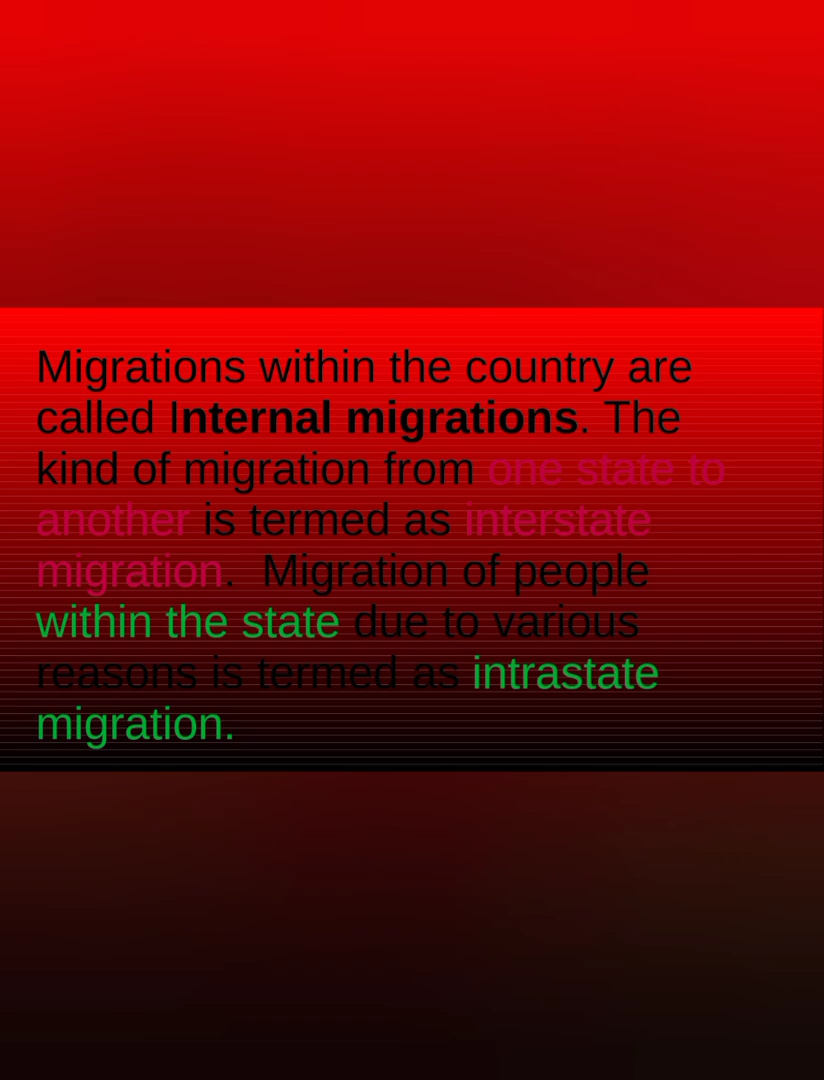 Migrations within the country are
called Internal migrations. The
kind of migration from one state to
another is termed as interstate
migration.  Migration of people
within the state due to various
reasons is termed as intrastate
migration.